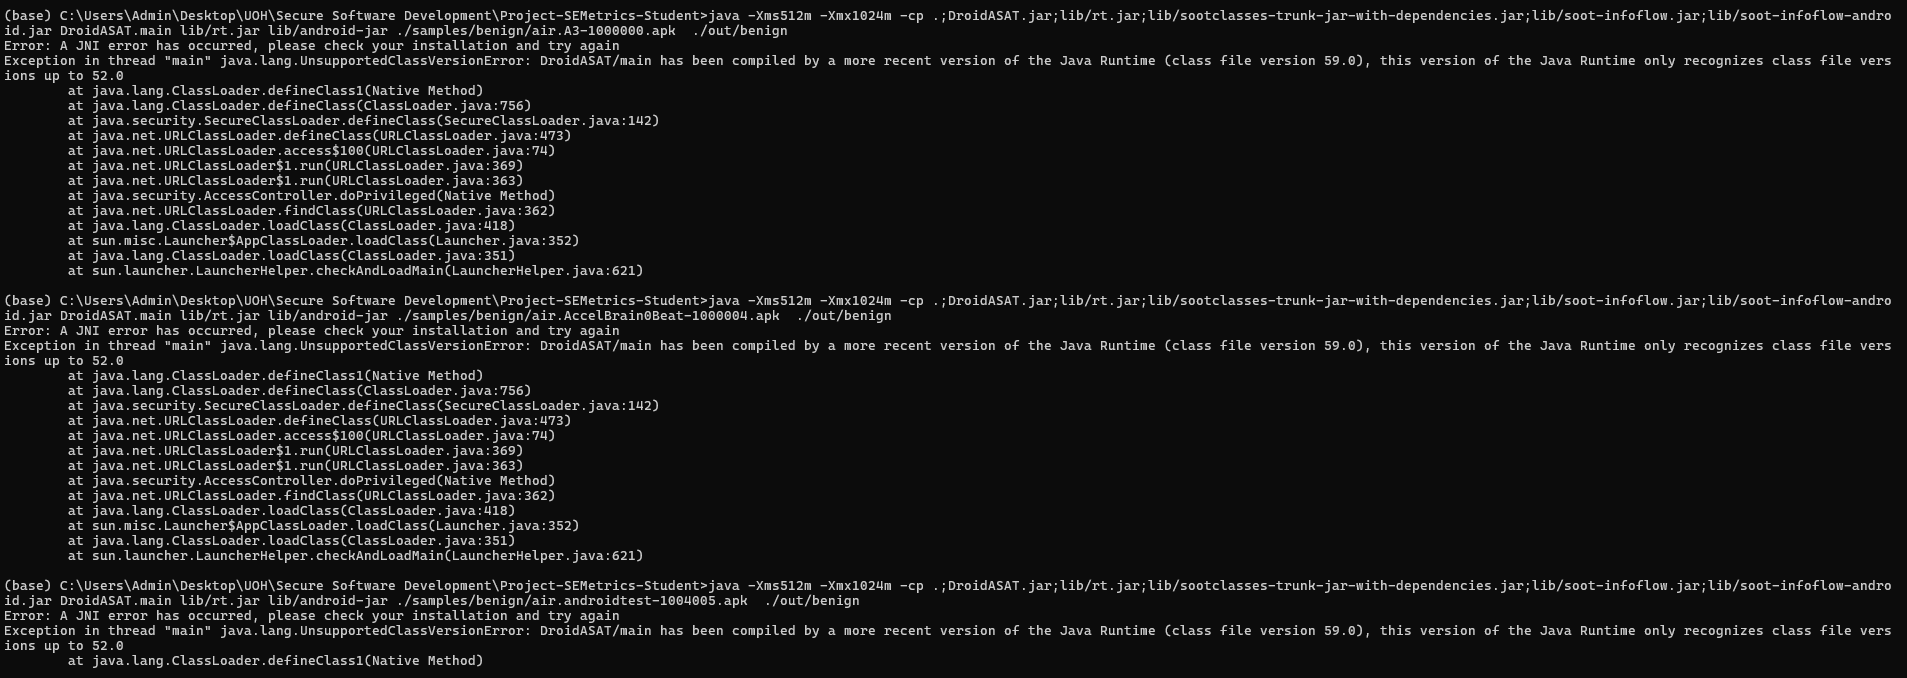 (base) C:\Users\Admin\Desktop\UOH\Secure Software Development\Project-SEMetrics-Student>java -Xms512m -Xmx1024m -cp .;DroidASAT.jar;lib/rt.jar;lib/sootclasses-trunk-jar-with-dependencies.jar;lib/soot-infoflow.jar;lib/soot-infoflow-andro
id.jar DroidASAT.main lib/rt.jar lib/android-jar ./samples/benign/air.A3-1000000.apk  ./out/benign
Error: A JNI error has occurred, please check your installation and try again
Exception in thread "main" java.lang.UnsupportedClassVersionError: DroidASAT/main has been compiled by a more recent version of the Java Runtime (class file version 59.0), this version of the Java Runtime only recognizes class file vers
ions up to 52.0
        at java.lang.ClassLoader.defineClass1(Native Method)
        at java.lang.ClassLoader.defineClass(ClassLoader.java:756)
        at java.security.SecureClassLoader.defineClass(SecureClassLoader.java:142)
        at java.net.URLClassLoader.defineClass(URLClassLoader.java:473)
        at java.net.URLClassLoader.access$100(URLClassLoader.java:74)
        at java.net.URLClassLoader$1.run(URLClassLoader.java:369)
        at java.net.URLClassLoader$1.run(URLClassLoader.java:363)
        at java.security.AccessController.doPrivileged(Native Method)
        at java.net.URLClassLoader.findClass(URLClassLoader.java:362)
        at java.lang.ClassLoader.loadClass(ClassLoader.java:418)
        at sun.misc.Launcher$AppClassLoader.loadClass(Launcher.java:352)
        at java.lang.ClassLoader.loadClass(ClassLoader.java:351)
        at sun.launcher.LauncherHelper.checkAndLoadMain(LauncherHelper.java:621)

(base) C:\Users\Admin\Desktop\UOH\Secure Software Development\Project-SEMetrics-Student>java -Xms512m -Xmx1024m -cp .;DroidASAT.jar;lib/rt.jar;lib/sootclasses-trunk-jar-with-dependencies.jar;lib/soot-infoflow.jar;lib/soot-infoflow-andro
id.jar DroidASAT.main lib/rt.jar lib/android-jar ./samples/benign/air.AccelBrain0Beat-1000004.apk  ./out/benign
Error: A JNI error has occurred, please check your installation and try again
Exception in thread "main" java.lang.UnsupportedClassVersionError: DroidASAT/main has been compiled by a more recent version of the Java Runtime (class file version 59.0), this version of the Java Runtime only recognizes class file vers
ions up to 52.0
        at java.lang.ClassLoader.defineClass1(Native Method)
        at java.lang.ClassLoader.defineClass(ClassLoader.java:756)
        at java.security.SecureClassLoader.defineClass(SecureClassLoader.java:142)
        at java.net.URLClassLoader.defineClass(URLClassLoader.java:473)
        at java.net.URLClassLoader.access$100(URLClassLoader.java:74)
        at java.net.URLClassLoader$1.run(URLClassLoader.java:369)
        at java.net.URLClassLoader$1.run(URLClassLoader.java:363)
        at java.security.AccessController.doPrivileged(Native Method)
        at java.net.URLClassLoader.findClass(URLClassLoader.java:362)
        at java.lang.ClassLoader.loadClass(ClassLoader.java:418)
        at sun.misc.Launcher$AppClassLoader.loadClass(Launcher.java:352)
        at java.lang.ClassLoader.loadClass(ClassLoader.java:351)
        at sun.launcher.LauncherHelper.checkAndLoadMain(LauncherHelper.java:621)

(base) C:\Users\Admin\Desktop\UOH\Secure Software Development\Project-SEMetrics-Student>java -Xms512m -Xmx1024m -cp .;DroidASAT.jar;lib/rt.jar;lib/sootclasses-trunk-jar-with-dependencies.jar;lib/soot-infoflow.jar;lib/soot-infoflow-andro
id.jar DroidASAT.main lib/rt.jar lib/android-jar ./samples/benign/air.androidtest-1004005.apk  ./out/benign
Error: A JNI error has occurred, please check your installation and try again
Exception in thread "main" java.lang.UnsupportedClassVersionError: DroidASAT/main has been compiled by a more recent version of the Java Runtime (class file version 59.0), this version of the Java Runtime only recognizes class file vers
ions up to 52.0
        at java.lang.ClassLoader.defineClass1(Native Method)